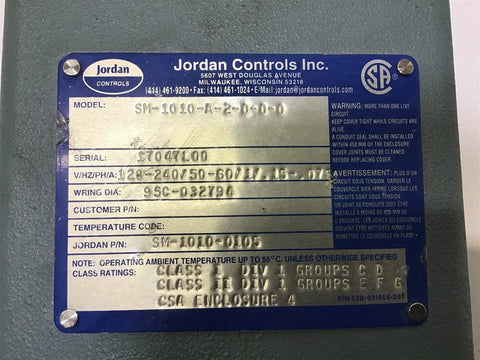 Jordan
CONTROLS
Jordan Controls Inc.
5607 WEST DOUGLAS AVENUE
MILWAUKEE, WISCONSIN 53218
(414) 461-9200 • Fax: (414) 461-1024 • E-Mail: jordan@jordancontrols.com
SA
MODEL: SM-1010-A-2-0-0-0
SERIAL: S7047L00
V/HZ/PH/A: 120-240/50-60/1/.15-.075
WRING DIA: 95C-032794
CUSTOMER P/N:
TEMPERATURE CODE:
JORDAN P/N: SM-1010-0105
WARNING: MORE THAN ONE LIVE
CIRCUIT.
KEEP COVER TIGHT WHILE CIRCUITS
ARE ALIVE.
A CONDUIT SEAL SHALL BE INSTALLED
WITHIN 450 MM OF THE ENCLOSURE
COVER JOINTS MUST BE CLEANED
BEFORE REPLACING COVER.
AVERTISSEMENT: PLUS D'UN
CIRCUIT SOUS TENSION. GARDER LE
COUVERCLE BIEN FERMÉ
CIRCUITS SONT SOUS TENSION.
UN JOINT DE CONDUIT DOIT ÊTRE
INSTALLÉ À MOINS DE 450 MM DE
L'ENCEINTE. LES JOINTS DU COUVERCLE
DOIVENT ÊTRE NETTOYÉS AVANT DE
REMETTRE LE COUVERCLE.
NOTE: OPERATING AMBIENT TEMPERATURE UP TO 65°C. UNLESS OTHERWISE SPECIFIED
CLASS RATINGS: CLASS I, DIV 1 GROUPS C D
CLASS II DIV 1 GROUPS E F G
CSA ENCLOSURE 4
P/N 53B-031808-001